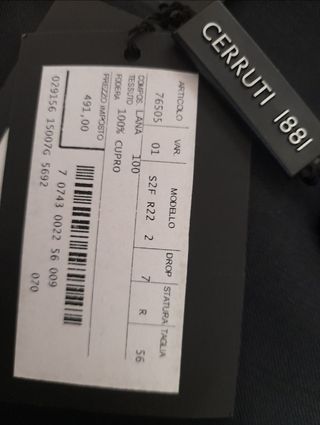 CERRUTI 1881
ARTICOLO VAR. MODELLO DROP STATURA TAGLIA
76505 01 S2F R22 2 7 R 56
COMPOS. LANA 100
TESSUTO
FODERA 100% CUPRO
PREZZO IMPOSTO
491,00
7 0743 0022 56 009
029156 15007G 5692 070